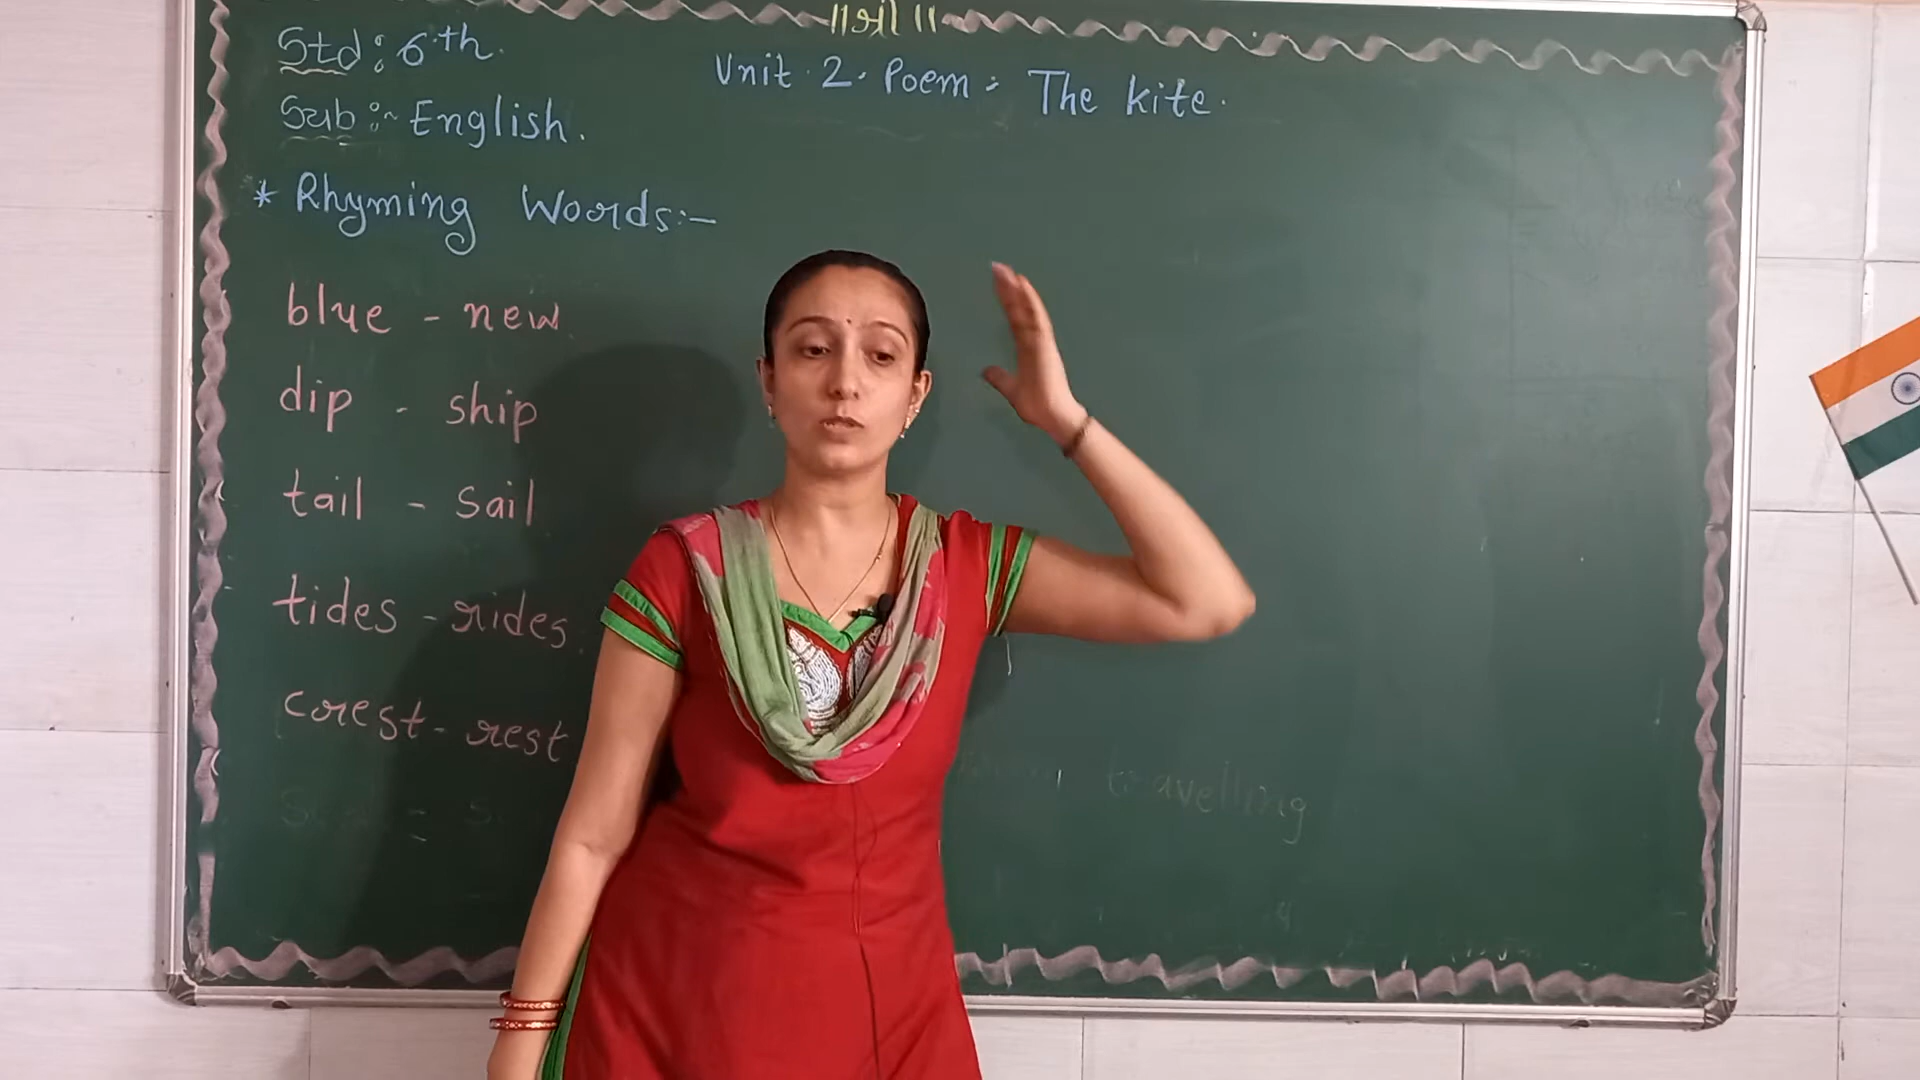 ॥ श्री ॥
Std : 6th.
Unit 2. Poem : The kite.
Sub :- English.
* Rhyming Words :-
blue - new
dip - ship
tail - sail
tides - rides
crest - rest
travelling